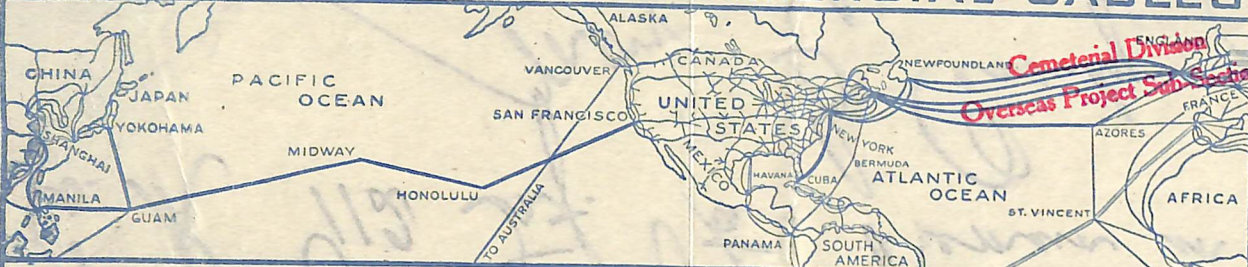 ALASKA
ENGLAND
CHINA
PACIFIC
OCEAN
VANCOUVER
CANADA
NEWFOUNDLAND
Cemeterial Division
JAPAN
UNITED
STATES
Overseas Project Sub-Sectio
FRANCE
SAN FRANCISCO
YOKOHAMA
SHANGHAI
NEW YORK
AZORES
MIDWAY
MEXICO
BERMUDA
HAVANA
CUBA
ATLANTIC
OCEAN
MANILA
HONOLULU
AFRICA
GUAM
TO AUSTRALIA
ST. VINCENT
PANAMA
SOUTH
AMERICA